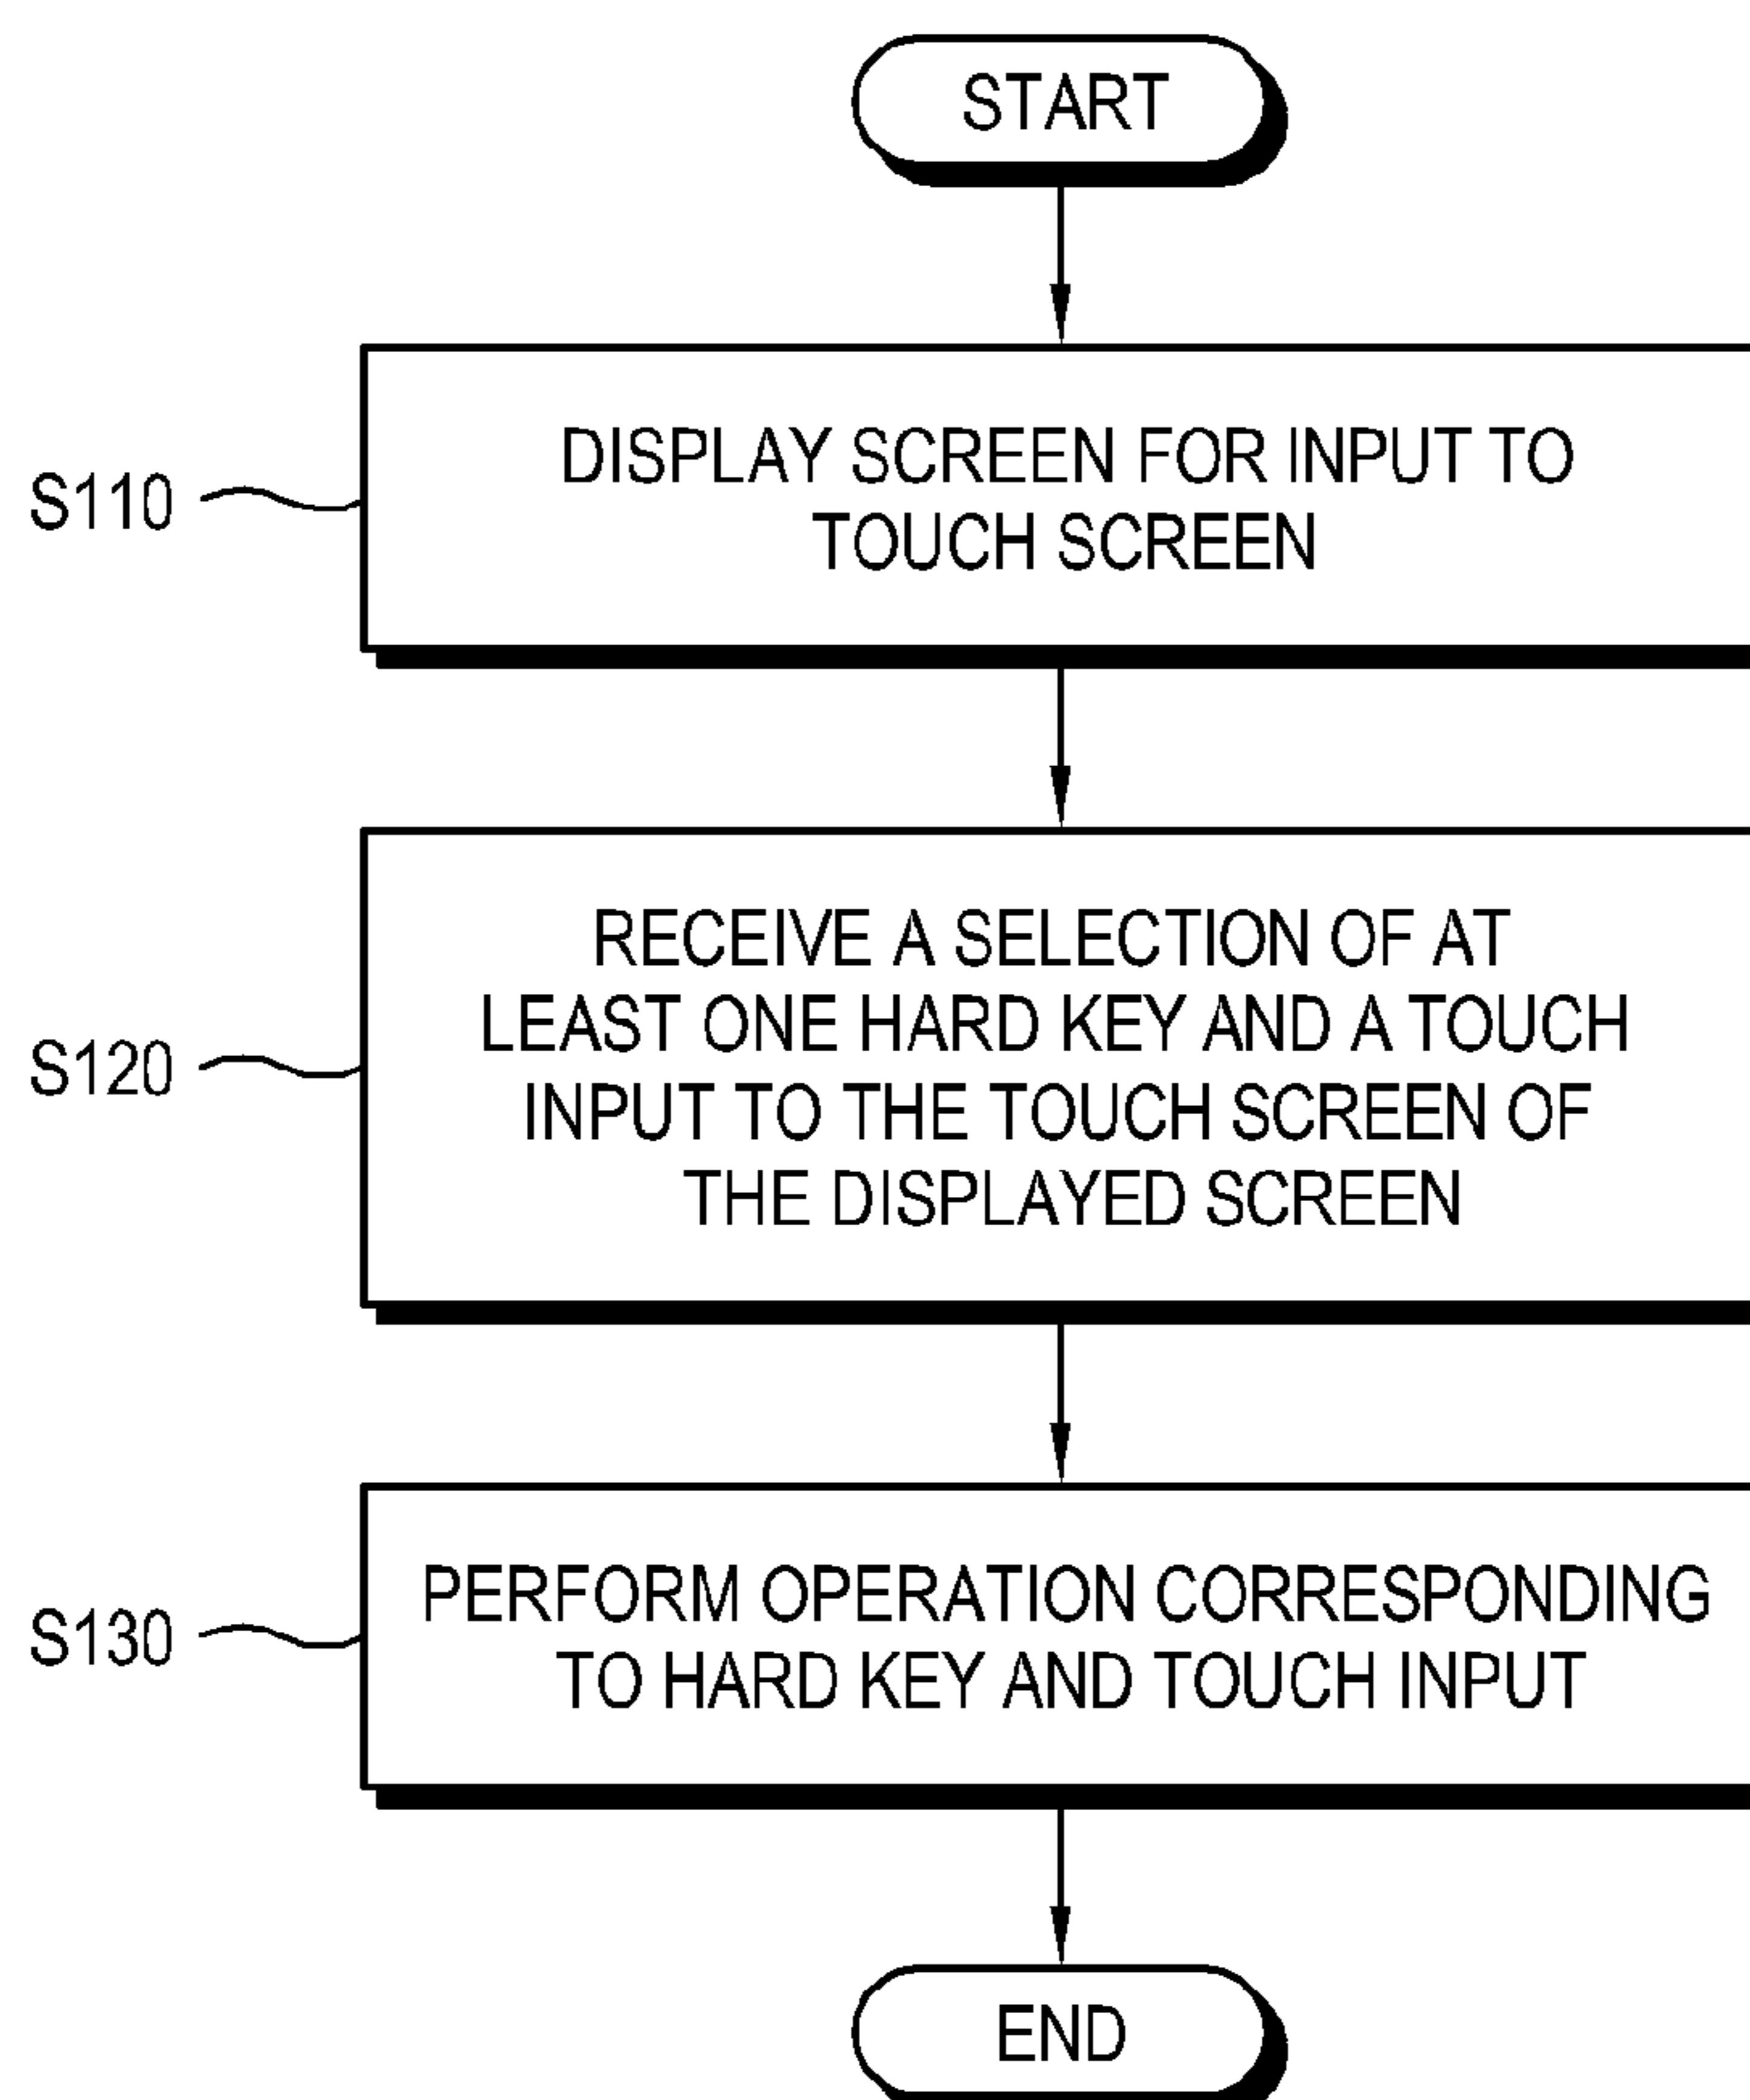 START
DISPLAY SCREEN FOR INPUT TO
TOUCH SCREEN
S110
RECEIVE A SELECTION OF AT
LEAST ONE HARD KEY AND A TOUCH
INPUT TO THE TOUCH SCREEN OF
THE DISPLAYED SCREEN
S120
PERFORM OPERATION CORRESPONDING
TO HARD KEY AND TOUCH INPUT
S130
END